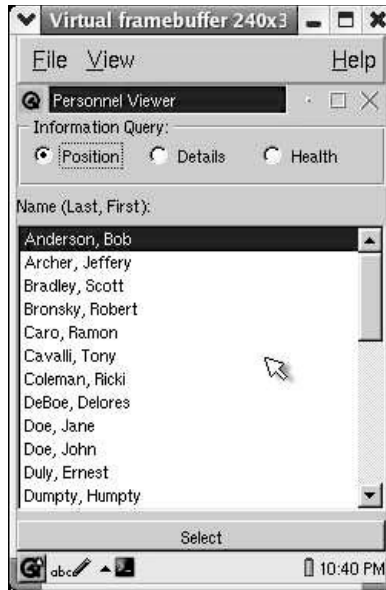 Virtual framebuffer 240x3
File View Help
Personnel Viewer
Information Query:
Position Details Health
Name (Last, First):
Anderson, Bob
Archer, Jeffery
Bradley, Scott
Bronsky, Robert
Caro, Ramon
Cavalli, Tony
Coleman, Ricki
DeBoe, Delores
Doe, Jane
Doe, John
Duly, Ernest
Dumpty, Humpty
Select
abc 10:40 PM